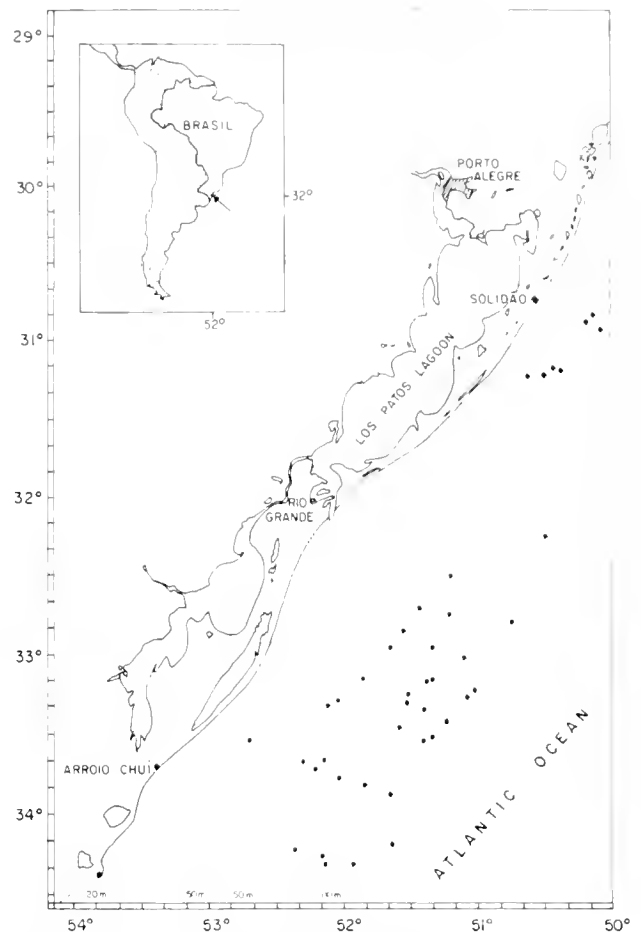 29°
BRASIL
32°
52°
PORTO
ALEGRE
30°
SOLIDÃO
31°
LOS PATOS LAGOON
32°
RIO
GRANDE
33°
ARROIO CHUÍ
34°
ATLANTIC OCEAN
20 m
50 m
54°
53°
52°
51°
50°